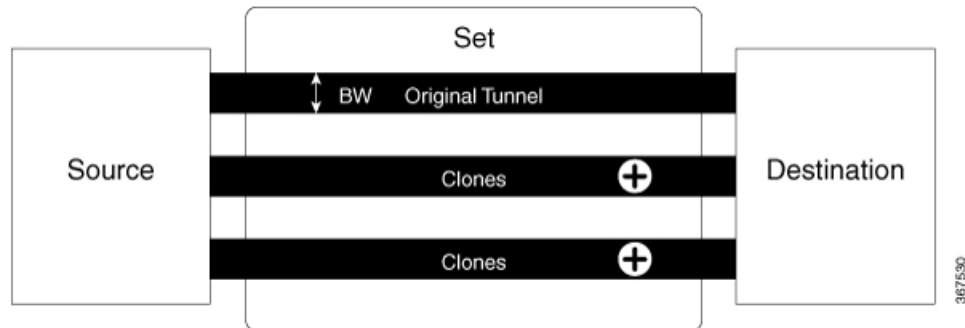 Set
BW Original Tunnel
Source
Clones
Destination
Clones
367530